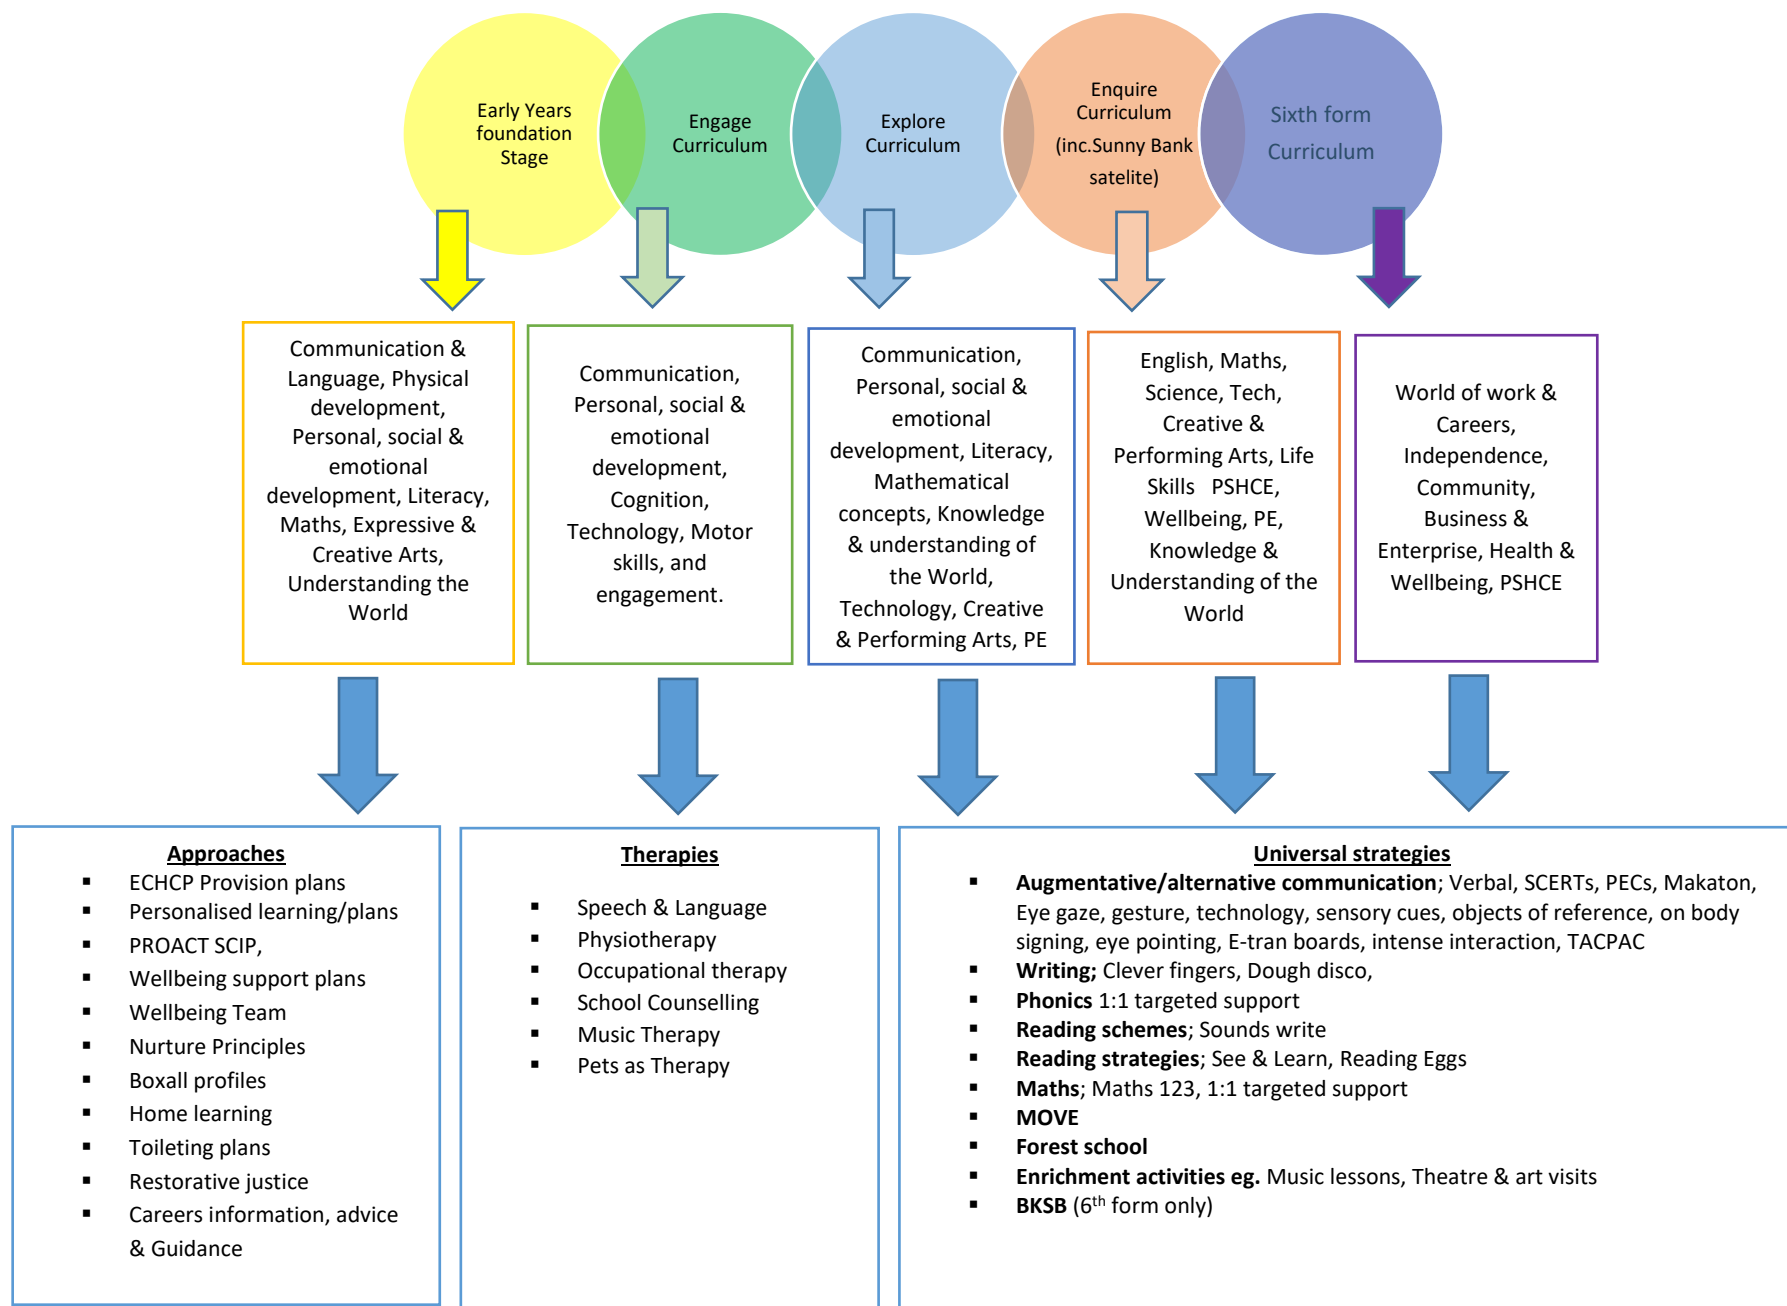 Early Years
foundation
Stage
Engage
Curriculum
Explore
Curriculum
Enquire
Curriculum
(inc.Sunny Bank
satelite)
Sixth form
Curriculum
Communication &
Language, Physical
development,
Personal, social &
emotional
development, Literacy,
Maths, Expressive &
Creative Arts,
Understanding the
World
Communication,
Personal, social &
emotional
development,
Cognition,
Technology, Motor
skills, and
engagement.
Communication,
Personal, social &
emotional
development, Literacy,
Mathematical
concepts, Knowledge
& understanding of
the World,
Technology, Creative
& Performing Arts, PE
English, Maths,
Science, Tech,
Creative &
Performing Arts, Life
Skills   PSHCE,
Wellbeing, PE,
Knowledge &
Understanding of the
World
World of work &
Careers,
Independence,
Community,
Business &
Enterprise, Health &
Wellbeing, PSHCE
Approaches
▪ ECHCP Provision plans
▪ Personalised learning/plans
▪ PROACT SCIP,
▪ Wellbeing support plans
▪ Wellbeing Team
▪ Nurture Principles
▪ Boxall profiles
▪ Home learning
▪ Toileting plans
▪ Restorative justice
▪ Careers information, advice
& Guidance
Therapies
▪ Speech & Language
▪ Physiotherapy
▪ Occupational therapy
▪ School Counselling
▪ Music Therapy
▪ Pets as Therapy
Universal strategies
▪ Augmentative/alternative communication; Verbal, SCERTs, PECs, Makaton,
Eye gaze, gesture, technology, sensory cues, objects of reference, on body
signing, eye pointing, E-tran boards, intense interaction, TACPAC
▪ Writing; Clever fingers, Dough disco,
▪ Phonics 1:1 targeted support
▪ Reading schemes; Sounds write
▪ Reading strategies; See & Learn, Reading Eggs
▪ Maths; Maths 123, 1:1 targeted support
▪ MOVE
▪ Forest school
▪ Enrichment activities eg. Music lessons, Theatre & art visits
▪ BKSB (6th form only)